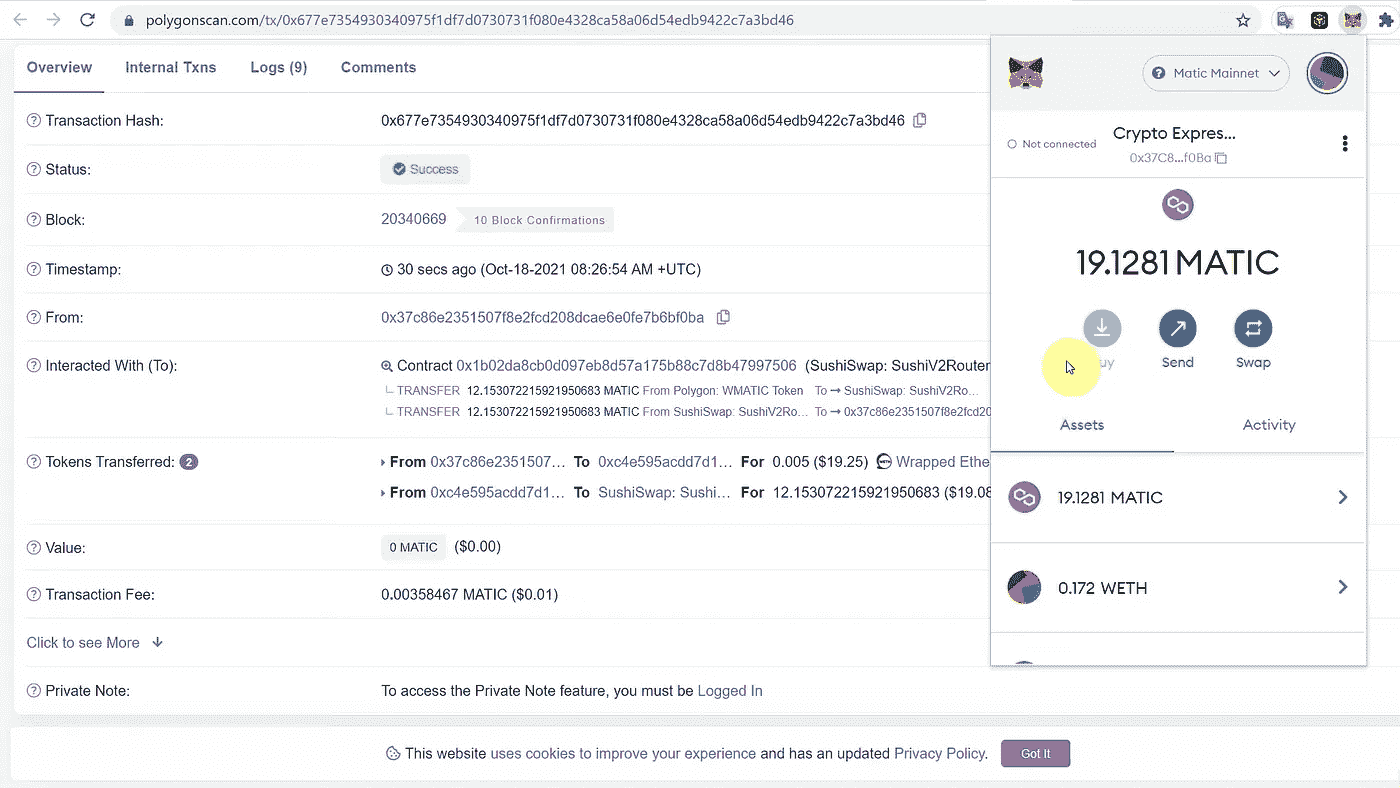 polygonscan.com/tx/0x677e7354930340975f1df7d0730731f080e4328ca58a06d54edb9422c7a3bd46
Overview Internal Txns Logs (9) Comments
Transaction Hash: 0x677e7354930340975f1df7d0730731f080e4328ca58a06d54edb9422c7a3bd46
Status: Success
Block: 20340669 10 Block Confirmations
Timestamp: 30 secs ago (Oct-18-2021 08:26:54 AM +UTC)
From: 0x37c86e2351507f8e2fcd208dcae6e0fe7b6bf0ba
Interacted With (To): Contract 0x1b02da8cb0d097eb8d57a175b88c7d8b47997506 (SushiSwap: SushiV2Router
TRANSFER 12.153072215921950683 MATIC From Polygon: WMATIC Token To → SushiSwap: SushiV2Ro...
TRANSFER 12.153072215921950683 MATIC From SushiSwap: SushiV2Ro... To → 0x37c86e2351507f8e2fcd20
Tokens Transferred: 2 From 0x37c86e2351507... To 0xc4e595acdd7d1... For 0.005 ($19.25) Wrapped Ethe
From 0xc4e595acdd7d1... To SushiSwap: Sushi... For 12.153072215921950683 ($19.08
Value: 0 MATIC ($0.00)
Transaction Fee: 0.00358467 MATIC ($0.01)
Click to see More
Private Note: To access the Private Note feature, you must be Logged In
This website uses cookies to improve your experience and has an updated Privacy Policy. Got It
Matic Mainnet
Not connected
Crypto Expres...
0x37C8...f0Ba
19.1281 MATIC
Send Swap
Assets Activity
19.1281 MATIC
0.172 WETH